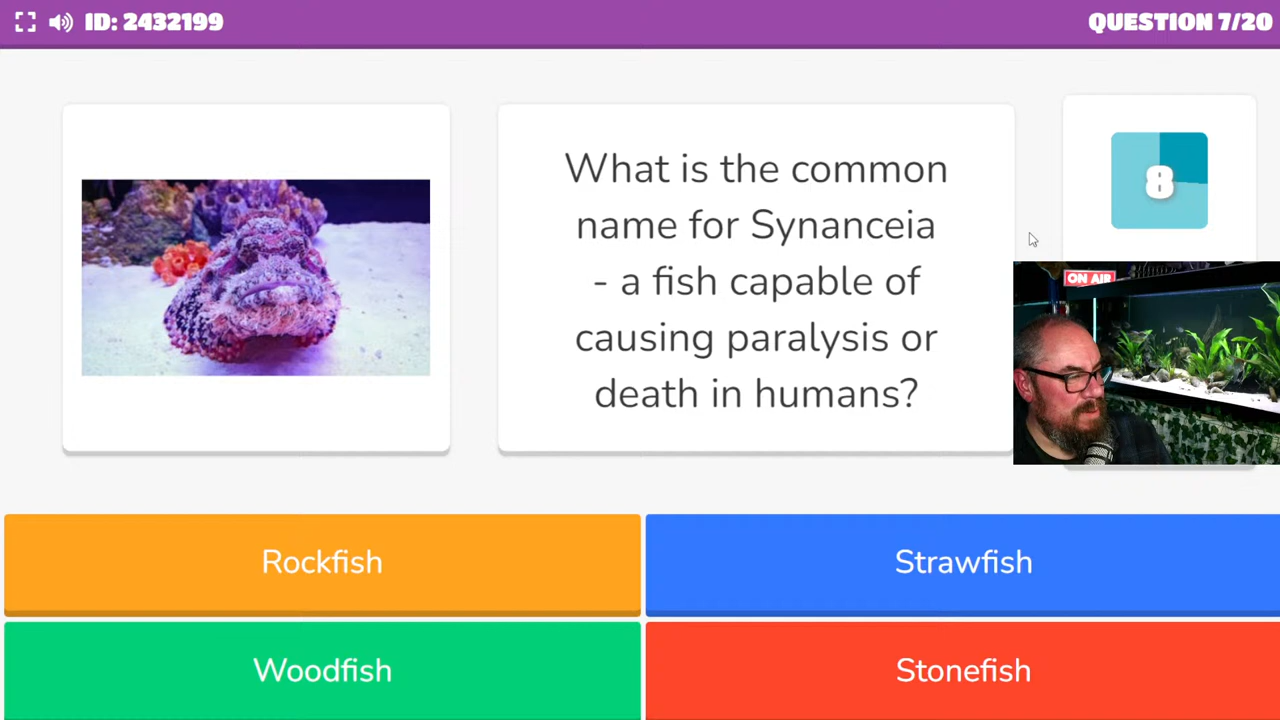 ID: 2432199
QUESTION 7/20
What is the common
name for Synanceia
- a fish capable of
causing paralysis or
death in humans?
8
ON AIR
Rockfish
Strawfish
Woodfish
Stonefish